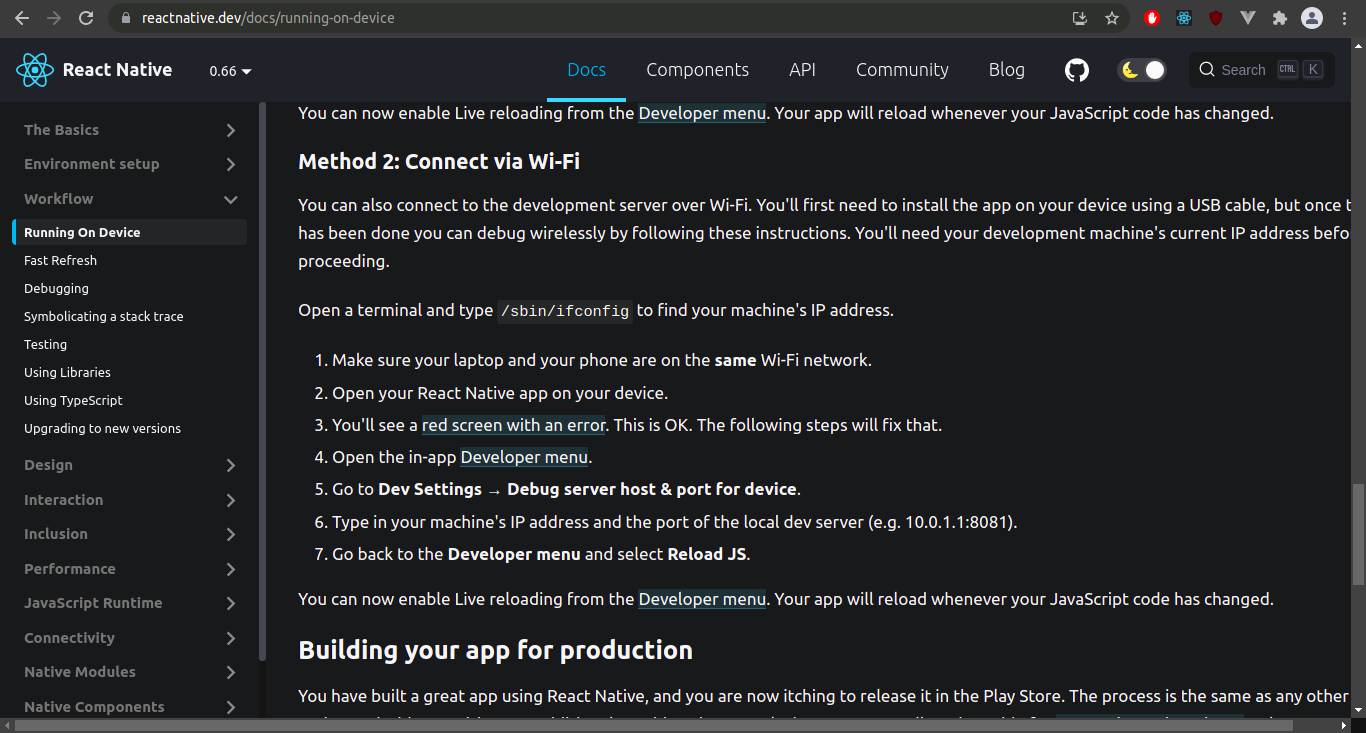 reactnative.dev/docs/running-on-device
React Native
0.66
Docs
Components
API
Community
Blog
Search
CTRL
K
The Basics
Environment setup
Workflow
Running On Device
Fast Refresh
Debugging
Symbolicating a stack trace
Testing
Using Libraries
Using TypeScript
Upgrading to new versions
Design
Interaction
Inclusion
Performance
JavaScript Runtime
Connectivity
Native Modules
Native Components
You can now enable Live reloading from the Developer menu. Your app will reload whenever your JavaScript code has changed.
Method 2: Connect via Wi-Fi
You can also connect to the development server over Wi-Fi. You'll first need to install the app on your device using a USB cable, but once t
has been done you can debug wirelessly by following these instructions. You'll need your development machine's current IP address befo
proceeding.
Open a terminal and type /sbin/ifconfig to find your machine's IP address.
1. Make sure your laptop and your phone are on the same Wi-Fi network.
2. Open your React Native app on your device.
3. You'll see a red screen with an error. This is OK. The following steps will fix that.
4. Open the in-app Developer menu.
5. Go to Dev Settings → Debug server host & port for device.
6. Type in your machine's IP address and the port of the local dev server (e.g. 10.0.1.1:8081).
7. Go back to the Developer menu and select Reload JS.
You can now enable Live reloading from the Developer menu. Your app will reload whenever your JavaScript code has changed.
Building your app for production
You have built a great app using React Native, and you are now itching to release it in the Play Store. The process is the same as any other